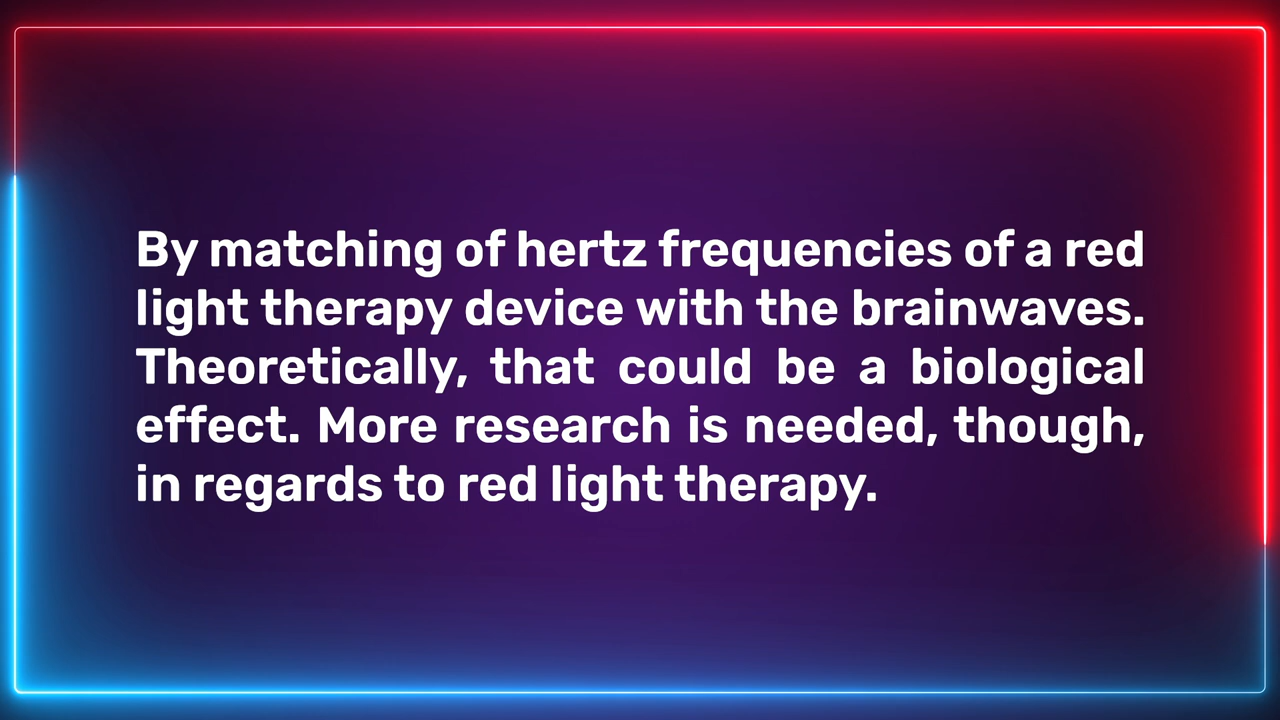 By matching of hertz frequencies of a red
light therapy device with the brainwaves.
Theoretically, that could be a biological
effect. More research is needed, though,
in regards to red light therapy.